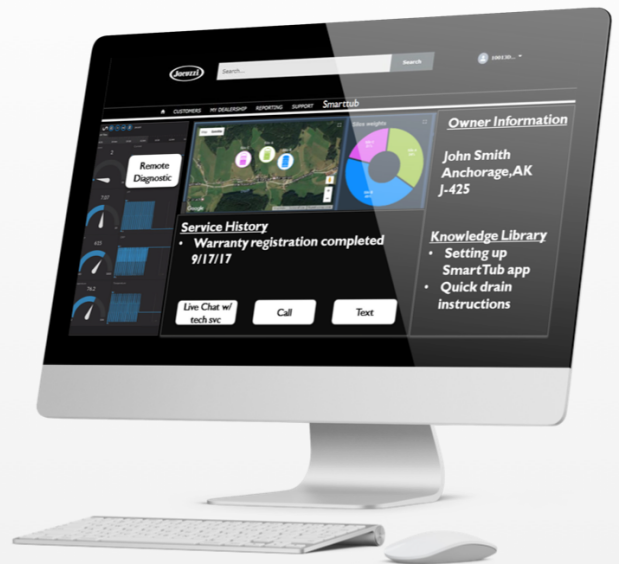 Jacuzzi
Search...
Search
CUSTOMERS MY DEALERSHIP REPORTING SUPPORT Smarttub
Remote
Diagnostic
Owner Information
John Smith
Anchorage,AK
J-425
Service History
• Warranty registration completed
9/17/17
Knowledge Library
• Setting up
SmartTub app
• Quick drain
instructions
Live Chat w/
tech svc
Call
Text